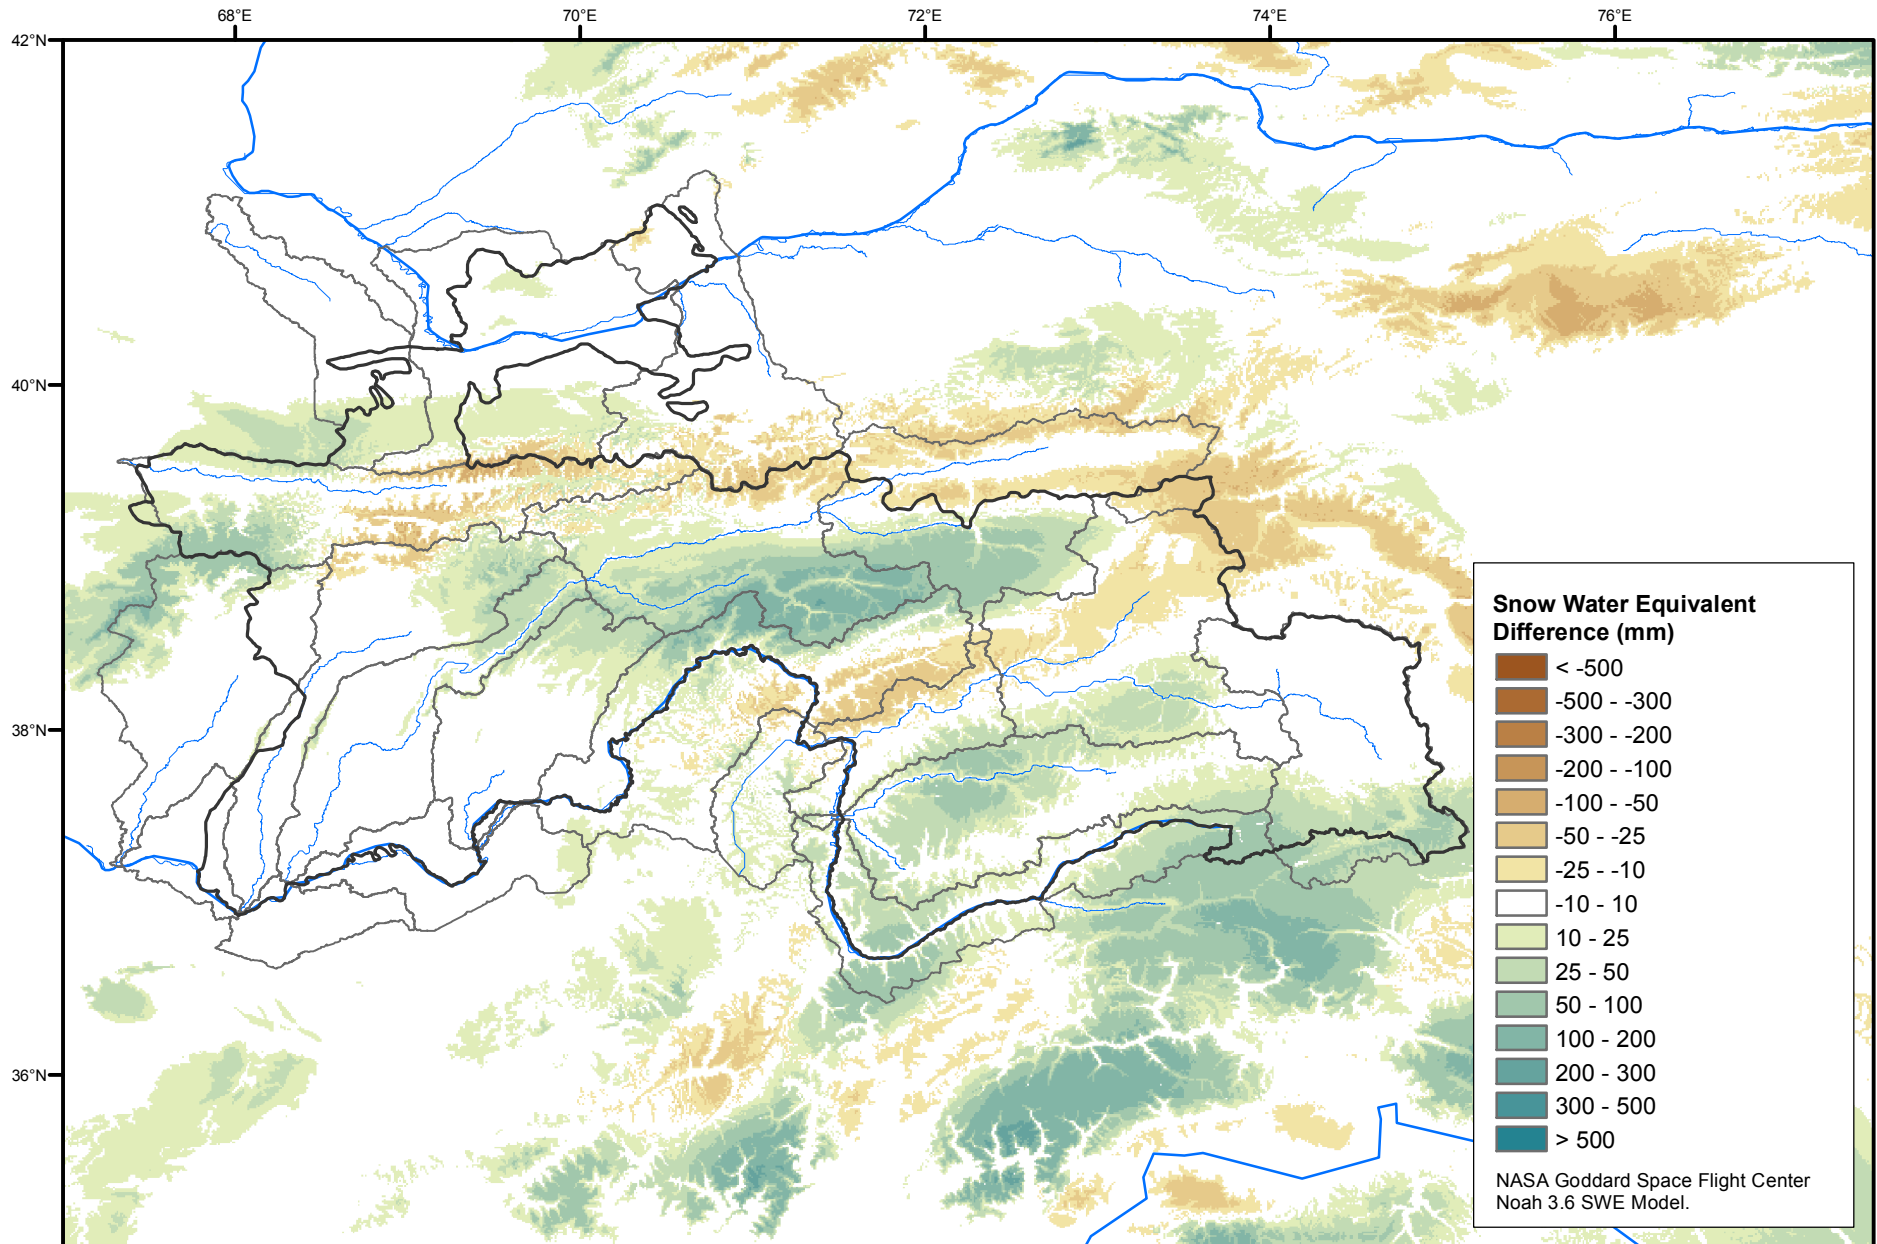 68°E 70°E 72°E 74°E 76°E
42°N
40°N
38°N
36°N
Snow Water Equivalent
Difference (mm)
< -500
-500 - -300
-300 - -200
-200 - -100
-100 - -50
-50 - -25
-25 - -10
-10 - 10
10 - 25
25 - 50
50 - 100
100 - 200
200 - 300
300 - 500
> 500
NASA Goddard Space Flight Center
Noah 3.6 SWE Model.